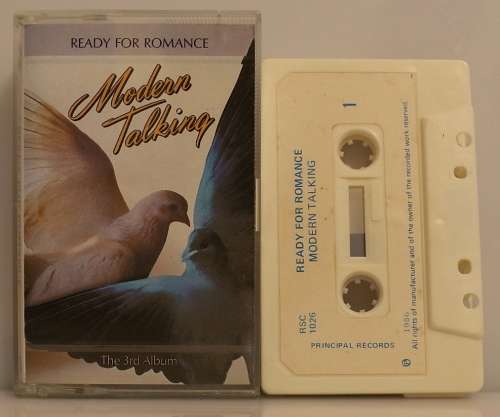 READY FOR ROMANCE
Modern
Talking
The 3rd Album
1
READY FOR ROMANCE
MODERN TALKING
RSC
1026
PRINCIPAL RECORDS
1986
All rights of manufacturer and of the owner of the recorded work reserved.